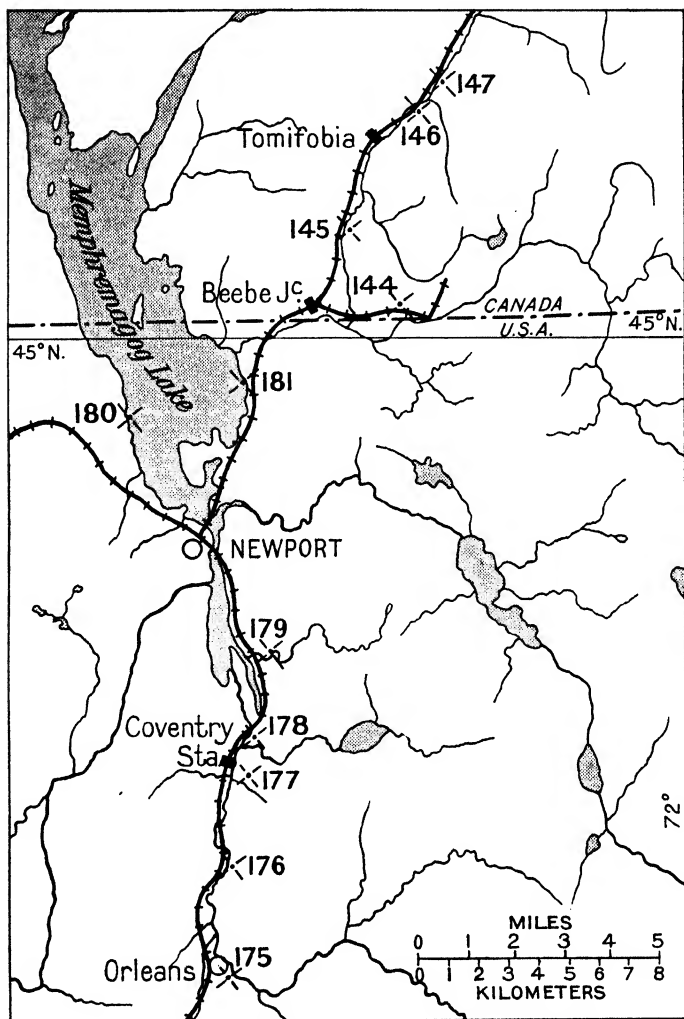 147
Tomifobia
146
Memphremagog Lake
145
Beebe Jᶜ
144
CANADA
U.S.A.
45°N.
45°N.
181
180
NEWPORT
179
178
Coventry
Sta
177
72°
176
MILES
0 1 2 3 4 5
0 1 2 3 4 5 6 7 8
KILOMETERS
Orleans
175